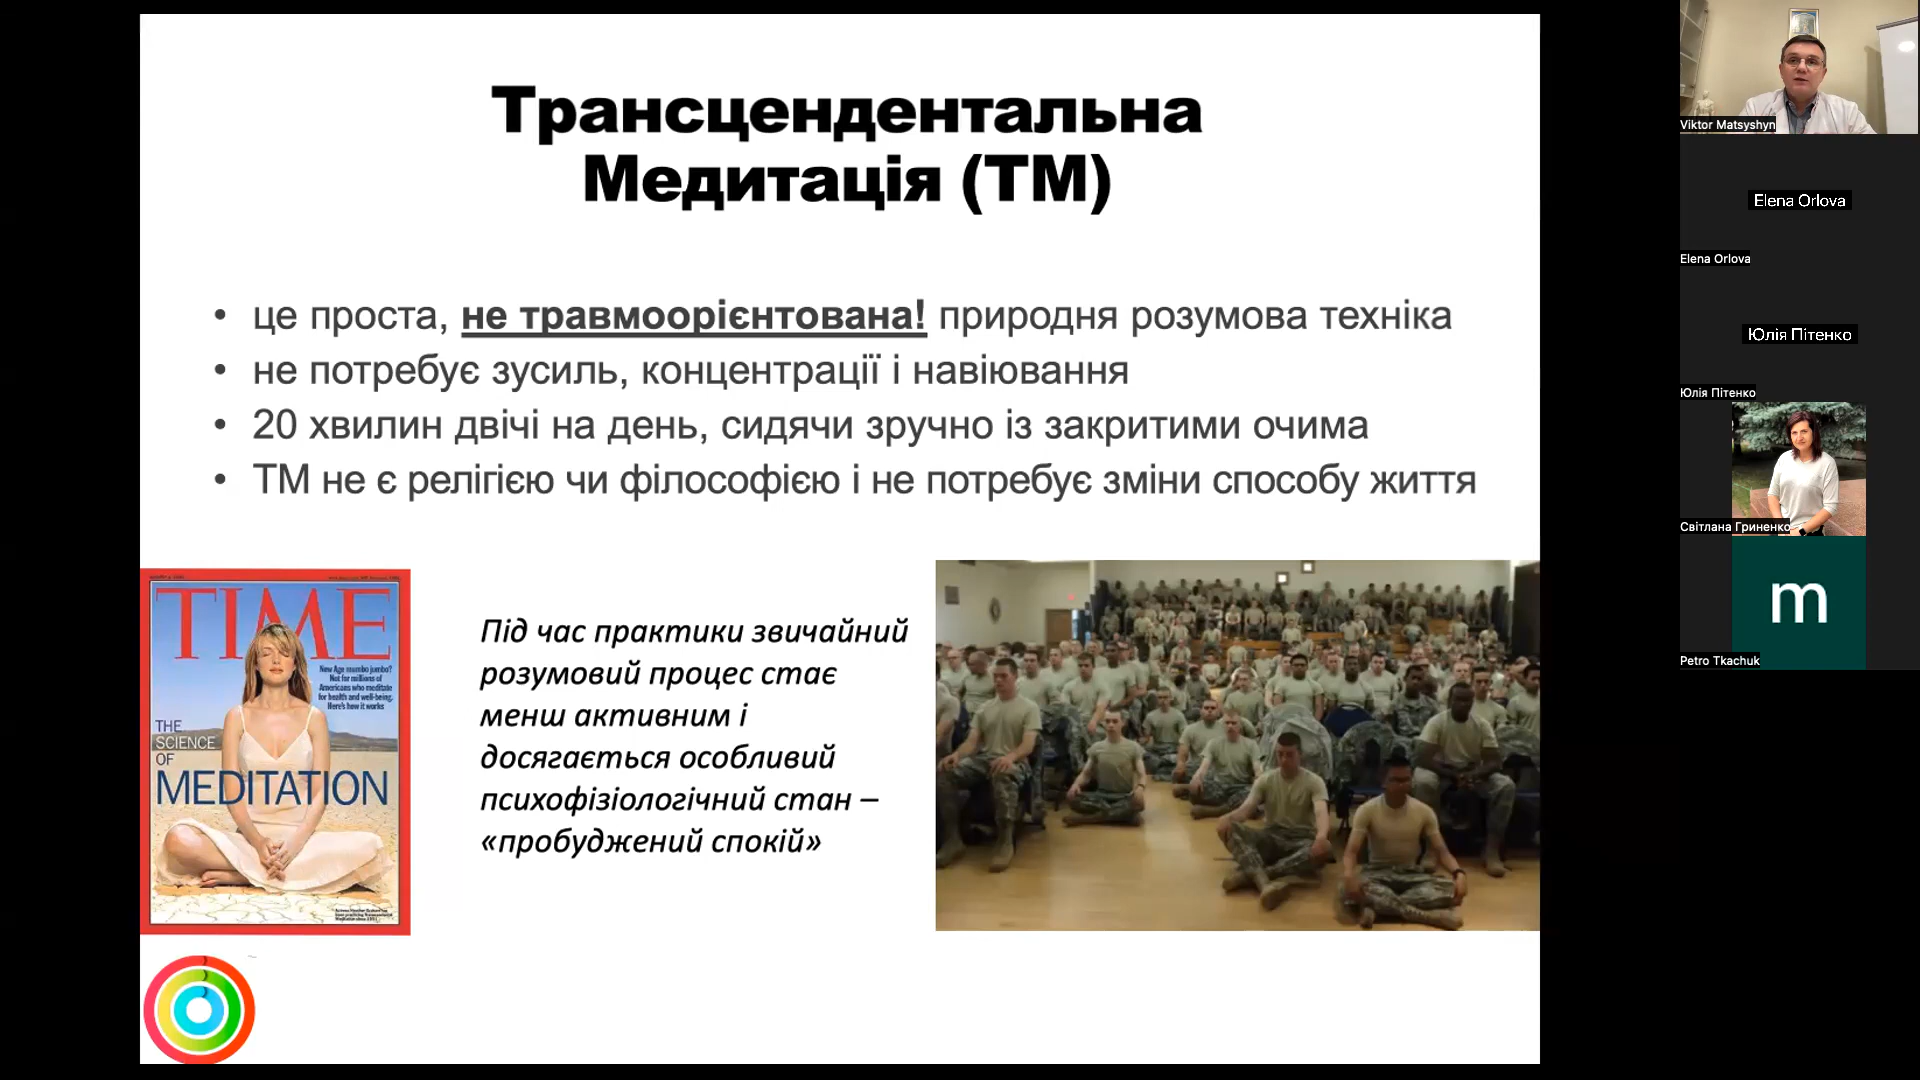 Трансцендентальна
Медитація (ТМ)
• це проста, не травмоорієнтована! природня розумова техніка
• не потребує зусиль, концентрації і навіювання
• 20 хвилин двічі на день, сидячи зручно із закритими очима
• ТМ не є релігією чи філософією і не потребує зміни способу життя
TIME
New Age mumbo jumbo?
Not for millions of
Americans who meditate
for health and well-being.
Here's how it works
THE
SCIENCE
OF
MEDITATION
Під час практики звичайний
розумовий процес стає
менш активним і
досягається особливий
психофізіологічний стан –
«пробуджений спокій»
Viktor Matsyshyn
Elena Orlova
Elena Orlova
Юлія Пітенко
Юлія Пітенко
Світлана Гриненко
m
Petro Tkachuk